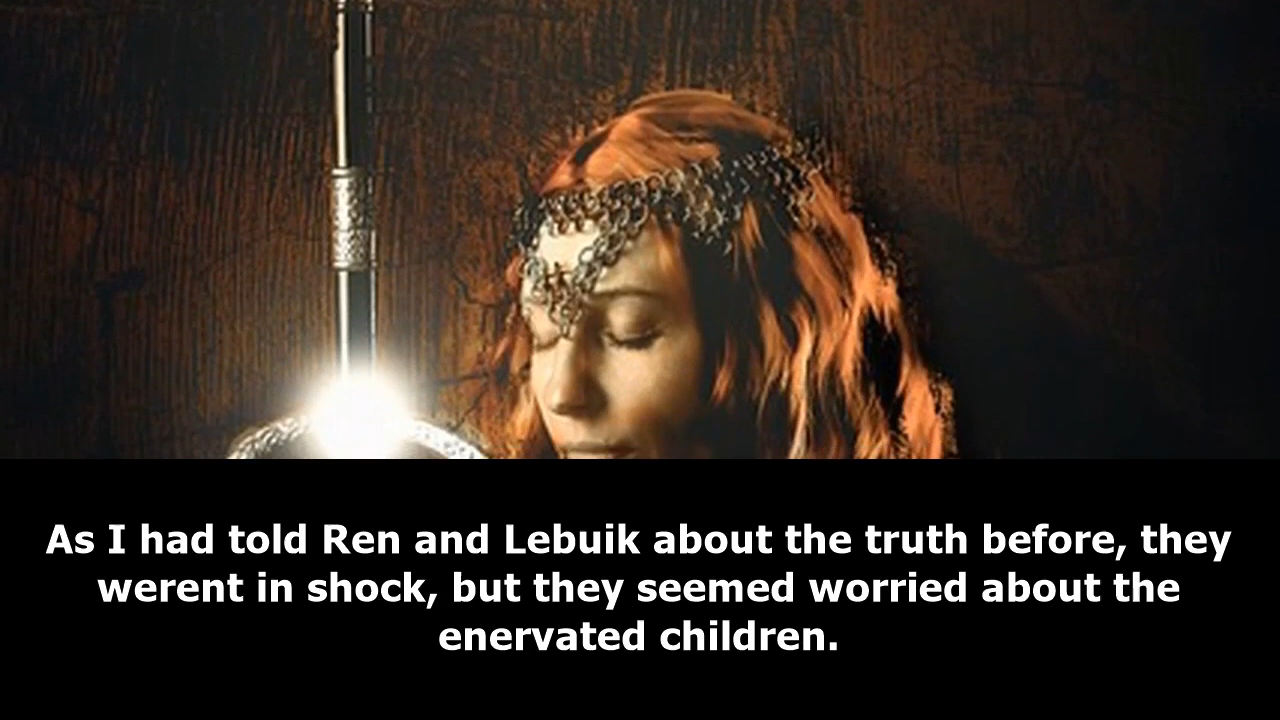 As I had told Ren and Lebuik about the truth before, they
werent in shock, but they seemed worried about the
enervated children.